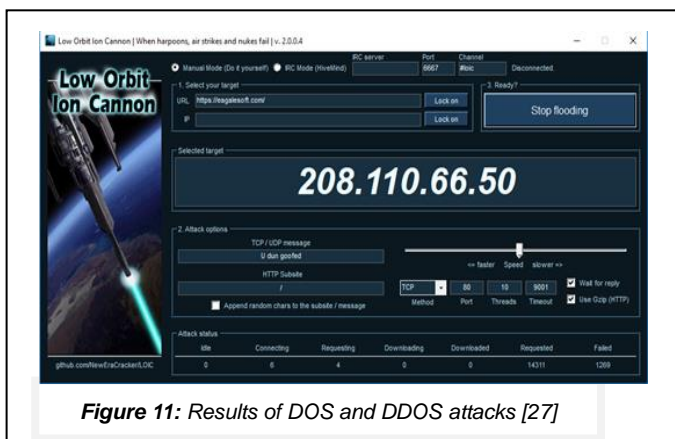 Low Orbit Ion Cannon | When harpoons, air strikes and nukes fail | v. 2.0.0.4
Low Orbit
Ion Cannon
Manual Mode (Do it yourself) IRC Mode (HiveMind)
IRC server Port Channel
6667 #loic Disconnected.
1. Select your target
URL https://esgalesoft.com/ Lock on
IP Lock on
3. Ready?
Stop flooding
Selected target
208.110.66.50
2. Attack options
TCP / UDP message
U dun goofed
HTTP Subsite
/
Append random chars to the subsite / message
<= faster Speed slower =>
TCP 80 10 9001
Method Port Threads Timeout
Wait for reply
Use Gzip (HTTP)
Attack status
Idle Connecting Requesting Downloading Downloaded Requested Failed
0 6 4 0 0 14311 1269
github.com/NewEraCracker/LOIC
Figure 11: Results of DOS and DDOS attacks [27]